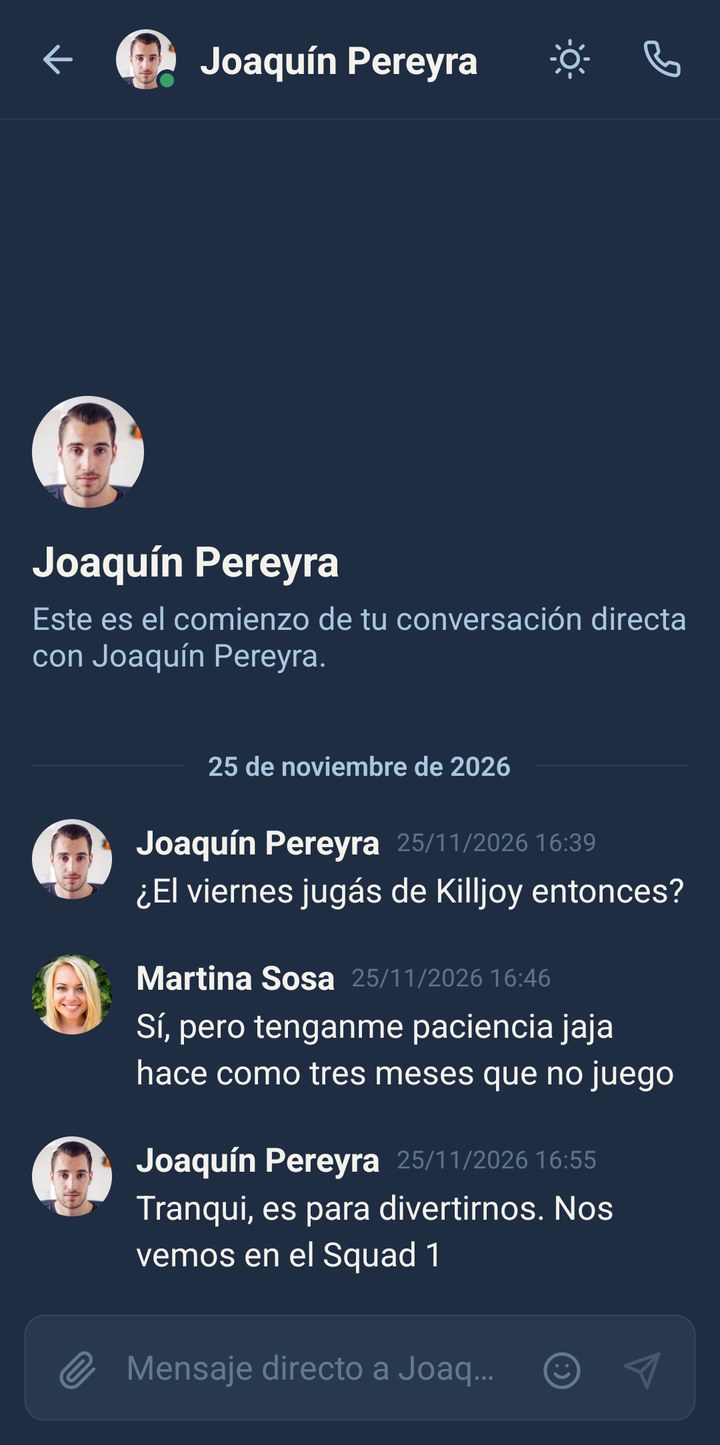 Joaquín Pereyra
Joaquín Pereyra
Este es el comienzo de tu conversación directa
con Joaquín Pereyra.
25 de noviembre de 2026
Joaquín Pereyra 25/11/2026 16:39
¿El viernes jugás de Killjoy entonces?
Martina Sosa 25/11/2026 16:46
Sí, pero tenganme paciencia jaja
hace como tres meses que no juego
Joaquín Pereyra 25/11/2026 16:55
Tranqui, es para divertirnos. Nos
vemos en el Squad 1
Mensaje directo a Joaq...